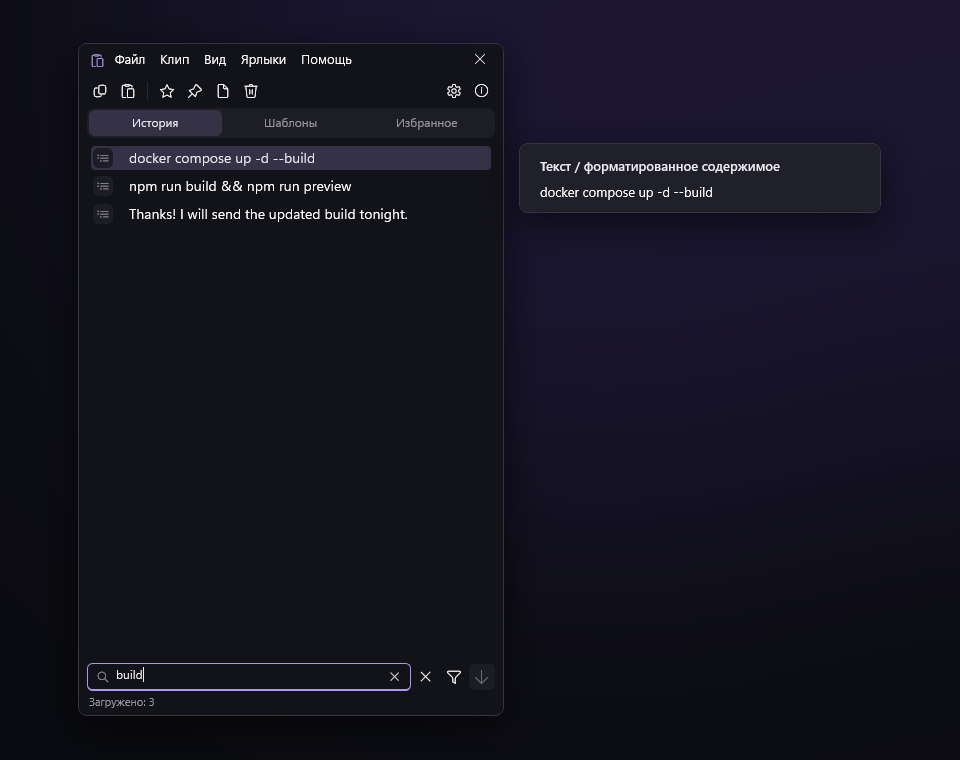 Файл Клип Вид Ярлыки Помощь
История Шаблоны Избранное
docker compose up -d --build
npm run build && npm run preview
Thanks! I will send the updated build tonight.
Текст / форматированное содержимое
docker compose up -d --build
build
Загружено: 3